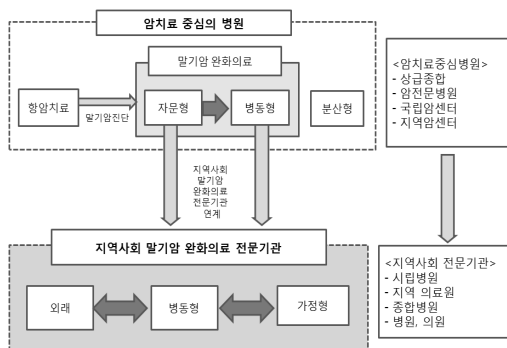 암치료 중심의 병원
말기암 완화의료
항암치료
말기암진단
자문형
병동형
분산형
지역사회
말기암
완화의료
전문기관
연계
<암치료중심병원>
- 상급종합
- 암전문병원
- 국립암센터
- 지역암센터
지역사회 말기암 완화의료 전문기관
외래
병동형
가정형
<지역사회 전문기관>
- 시립병원
- 지역 의료원
- 종합병원
- 병원, 의원